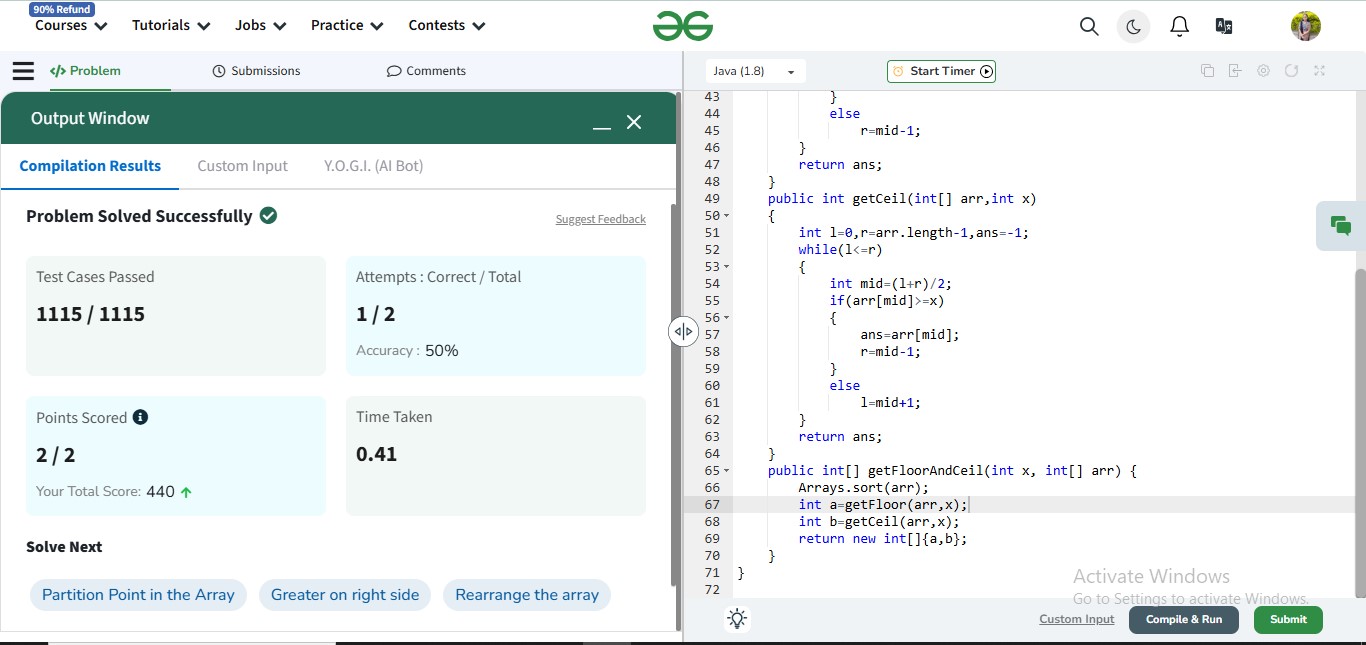 90% Refund
Courses Tutorials Jobs Practice Contests
Problem Submissions Comments
Output Window
Compilation Results Custom Input Y.O.G.I. (AI Bot)
Problem Solved Successfully
Suggest Feedback
Test Cases Passed
1115 / 1115
Attempts : Correct / Total
1 / 2
Accuracy : 50%
Points Scored
2 / 2
Your Total Score: 440
Time Taken
0.41
Solve Next
Partition Point in the Array Greater on right side Rearrange the array
Java (1.8) Start Timer
43 }
44 else
45 r=mid-1;
46 }
47 return ans;
48 }
49 public int getCeil(int[] arr,int x)
50 {
51 int l=0,r=arr.length-1,ans=-1;
52 while(l<=r)
53 {
54 int mid=(l+r)/2;
55 if(arr[mid]>=x)
56 {
57 ans=arr[mid];
58 r=mid-1;
59 }
60 else
61 l=mid+1;
62 }
63 return ans;
64 }
65 public int[] getFloorAndCeil(int x, int[] arr) {
66 Arrays.sort(arr);
67 int a=getFloor(arr,x);
68 int b=getCeil(arr,x);
69 return new int[]{a,b};
70 }
71 }
72
Activate Windows
Go to Settings to activate Windows.
Custom Input Compile & Run Submit